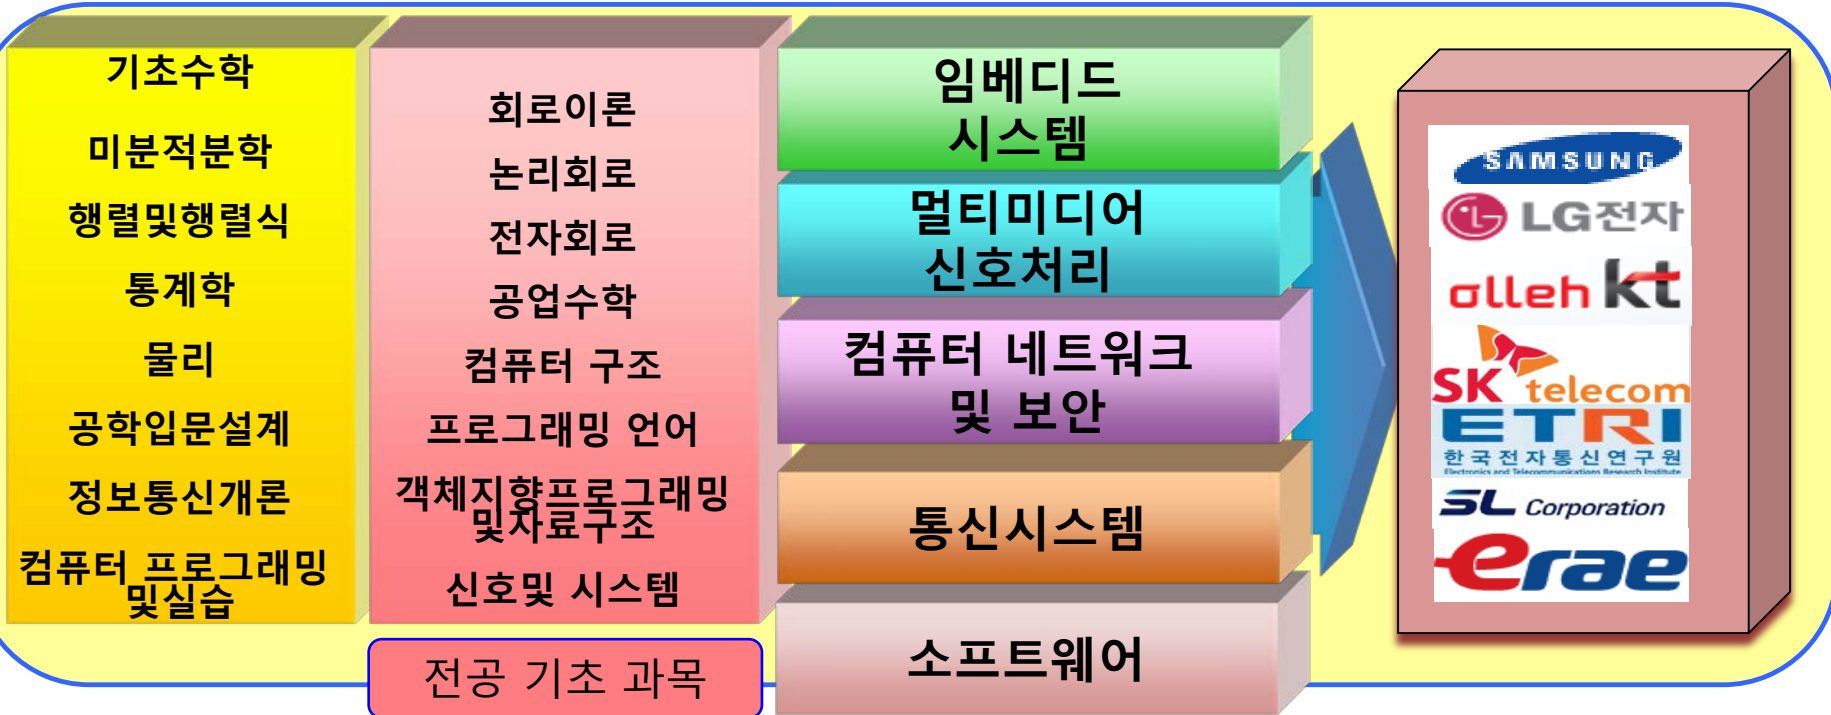 기초수학
미분적분학
행렬및행렬식
통계학
물리
공학입문설계
정보통신개론
컴퓨터 프로그래밍
및실습
회로이론
논리회로
전자회로
공업수학
컴퓨터 구조
프로그래밍 언어
객체지향프로그래밍
및자료구조
신호및 시스템
전공 기초 과목
임베디드
시스템
멀티미디어
신호처리
컴퓨터 네트워크
및 보안
통신시스템
소프트웨어
SAMSUNG
LG전자
olleh kt
SK telecom
ETRI
한국전자통신연구원
Electronics and Telecommunications Research Institute
SL Corporation
erae